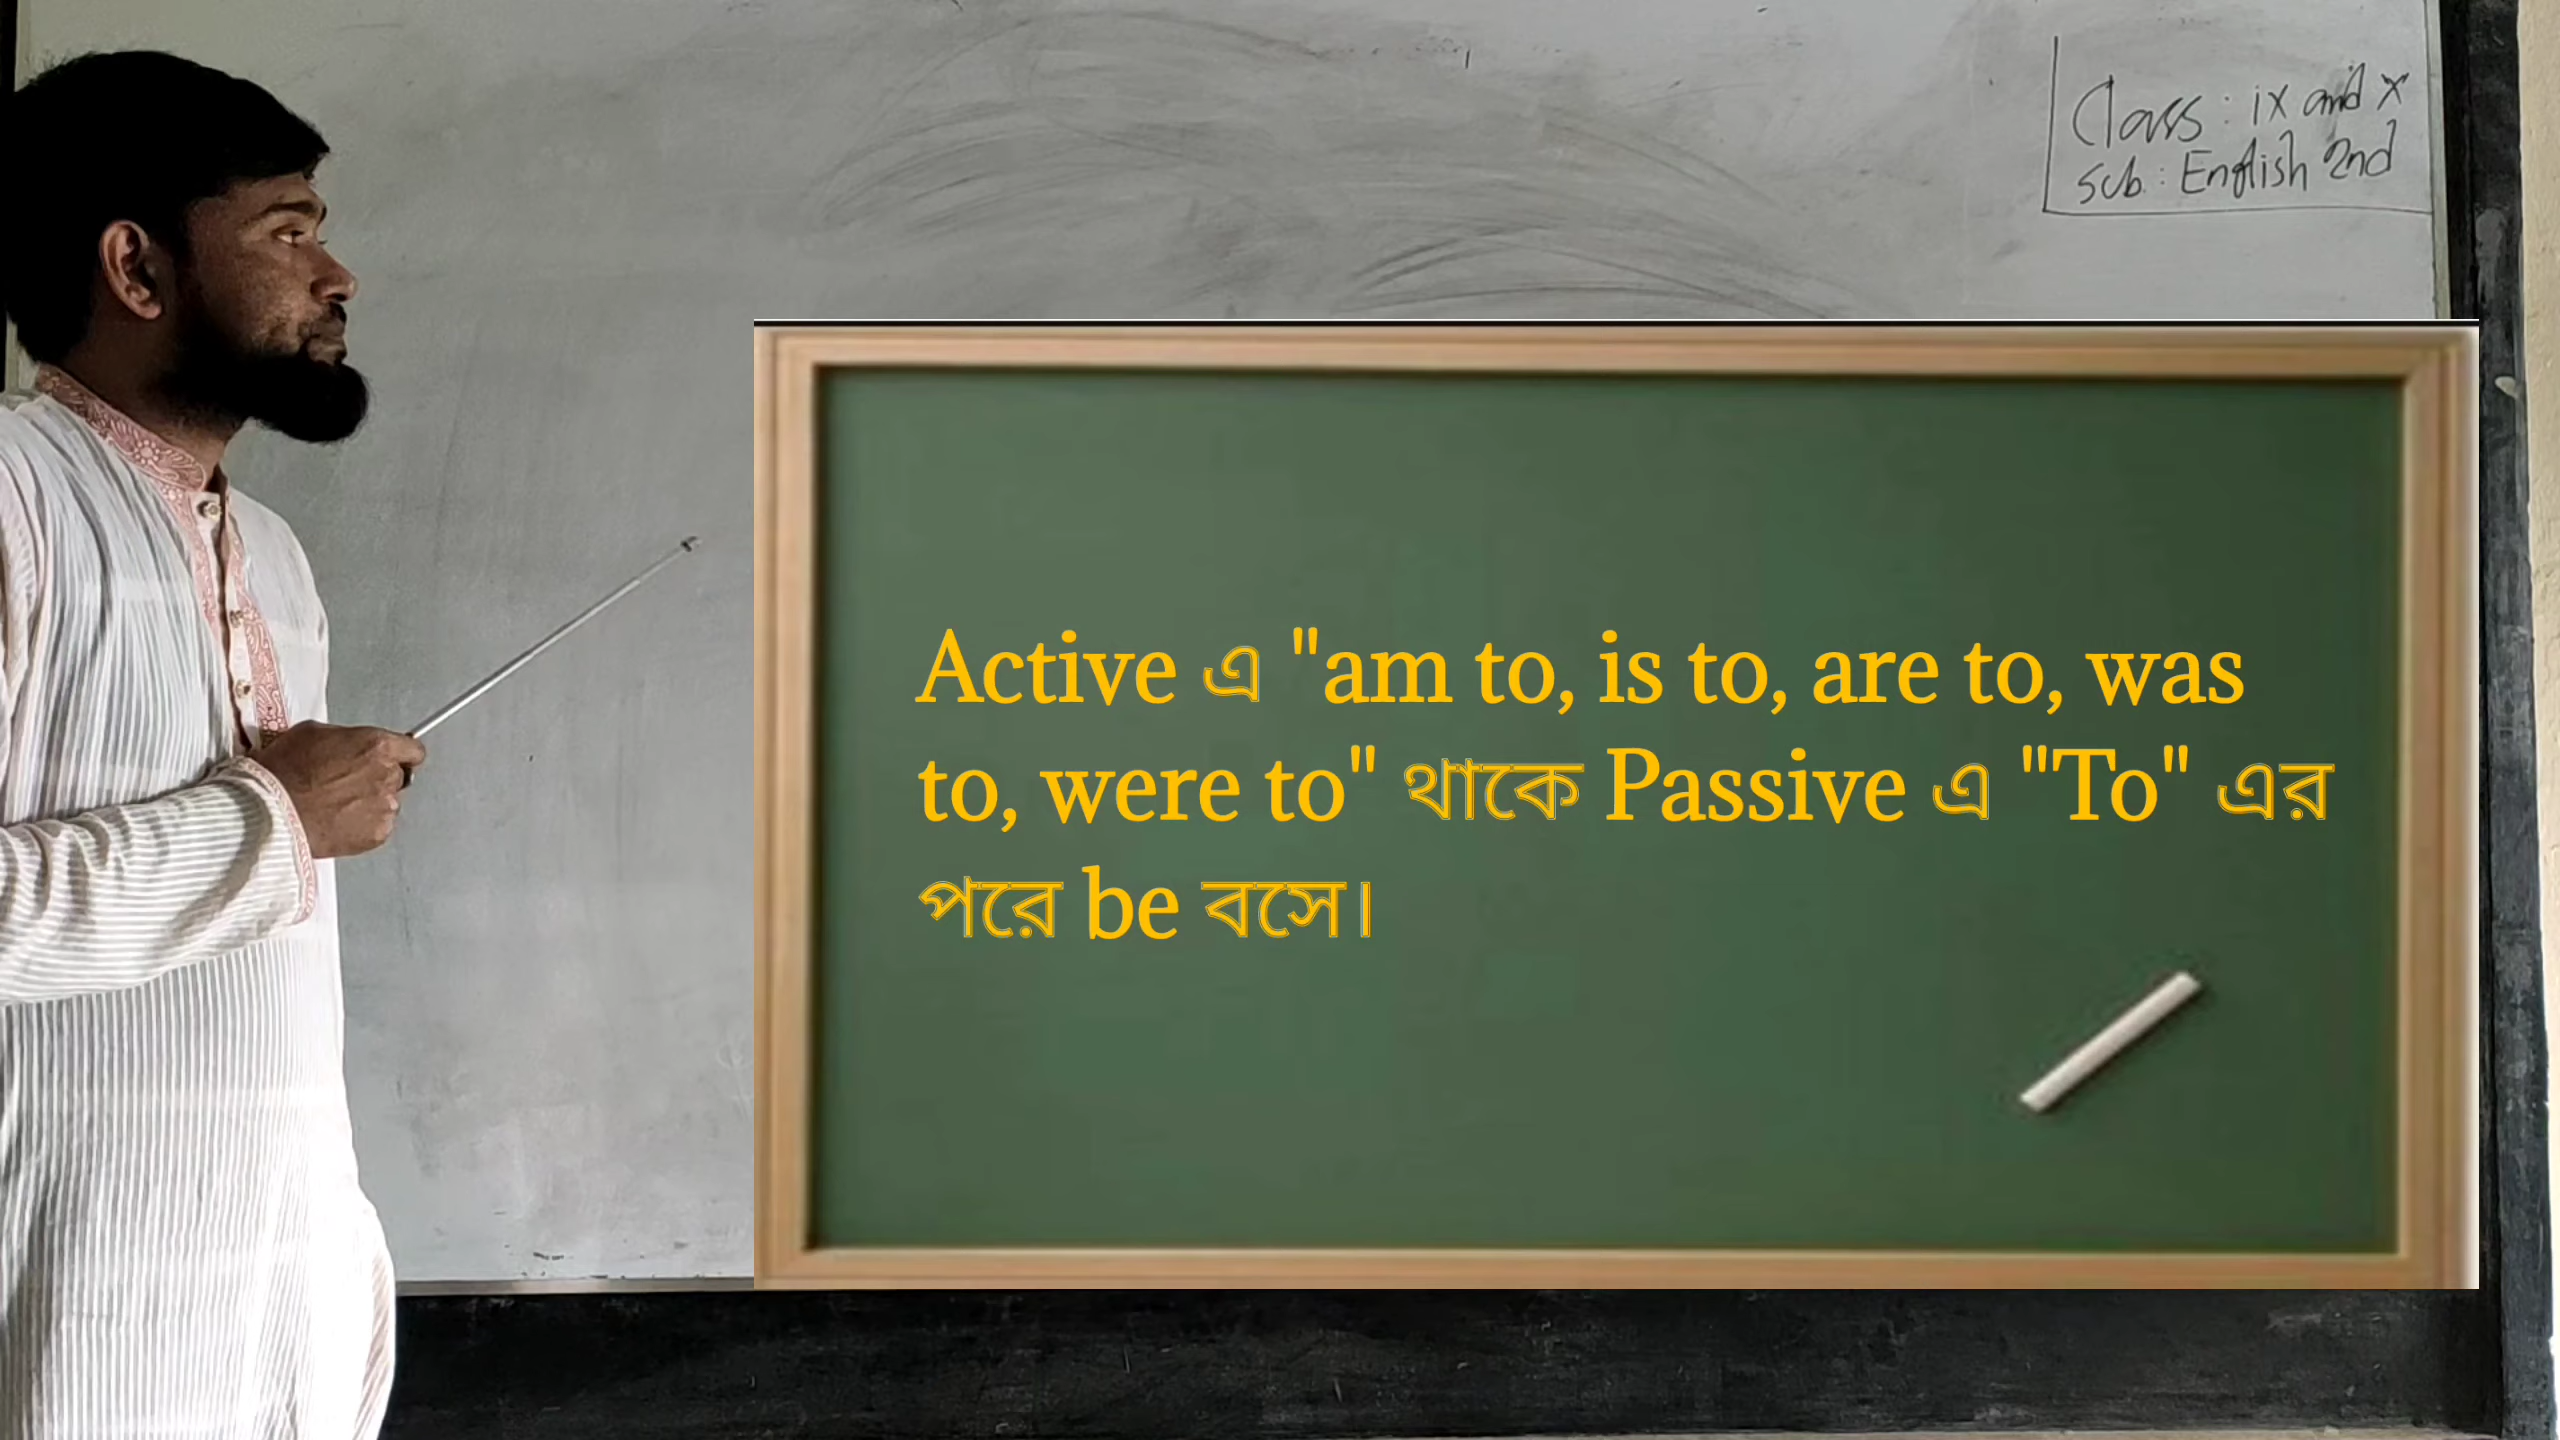 Class : ix and x
Sub : English 2nd
Active এ "am to, is to, are to, was
to, were to" থাকে Passive এ "To" এর
পরে be বসে।